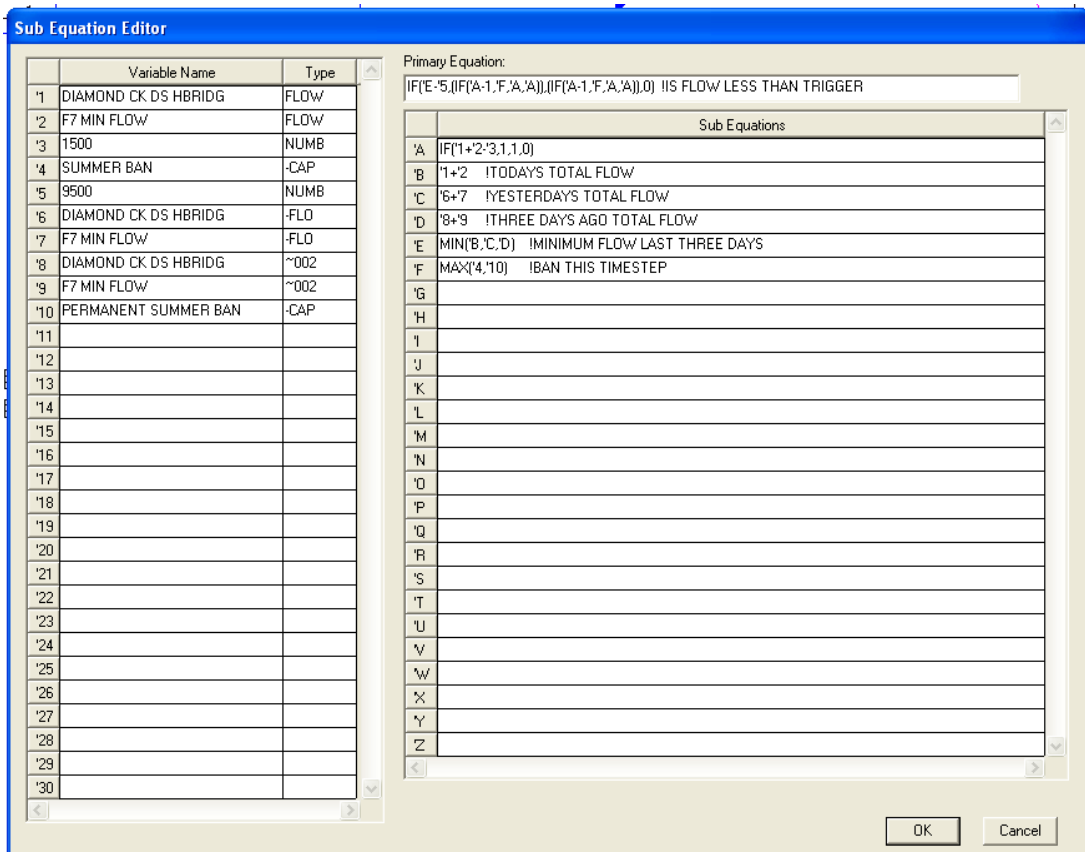 Sub Equation Editor
Variable Name Type
'1 DIAMOND CK DS HBRIDG FLOW
'2 F7 MIN FLOW FLOW
'3 1500 NUMB
'4 SUMMER BAN -CAP
'5 9500 NUMB
'6 DIAMOND CK DS HBRIDG -FLO
'7 F7 MIN FLOW -FLO
'8 DIAMOND CK DS HBRIDG ~002
'9 F7 MIN FLOW ~002
'10 PERMANENT SUMMER BAN -CAP
'11
'12
'13
'14
'15
'16
'17
'18
'19
'20
'21
'22
'23
'24
'25
'26
'27
'28
'29
'30
Primary Equation:
IF('E-'5,(IF('A-1,'F,'A,'A)),(IF('A-1,'F,'A,'A)),0) !IS FLOW LESS THAN TRIGGER
Sub Equations
'A IF('1+'2-'3,1,1,0)
'B '1+'2 !TODAYS TOTAL FLOW
'C '6+'7 !YESTERDAYS TOTAL FLOW
'D '8+'9 !THREE DAYS AGO TOTAL FLOW
'E MIN('B,'C,'D) !MINIMUM FLOW LAST THREE DAYS
'F MAX('4,'10) !BAN THIS TIMESTEP
'G
'H
'I
'J
'K
'L
'M
'N
'O
'P
'Q
'R
'S
'T
'U
'V
'W
'X
'Y
'Z
OK Cancel